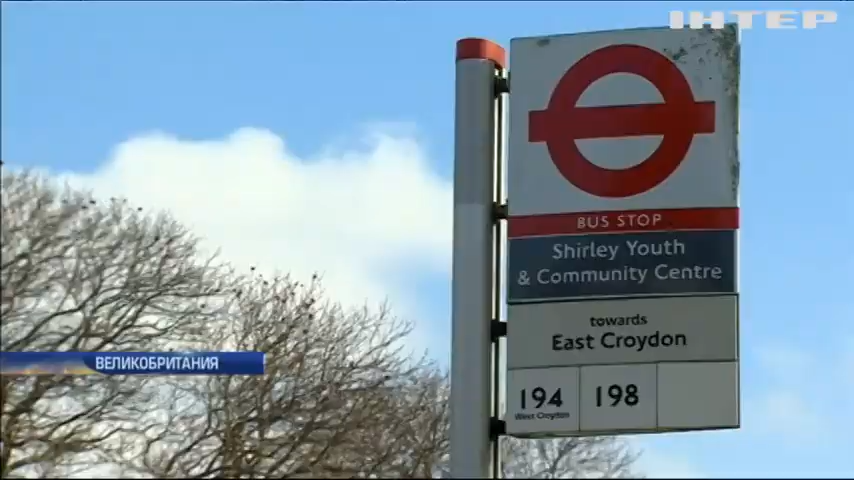 ІНТЕР
BUS STOP
Shirley Youth
& Community Centre
towards
East Croydon
194
West Croydon
198
ВЕЛИКОБРИТАНИЯ